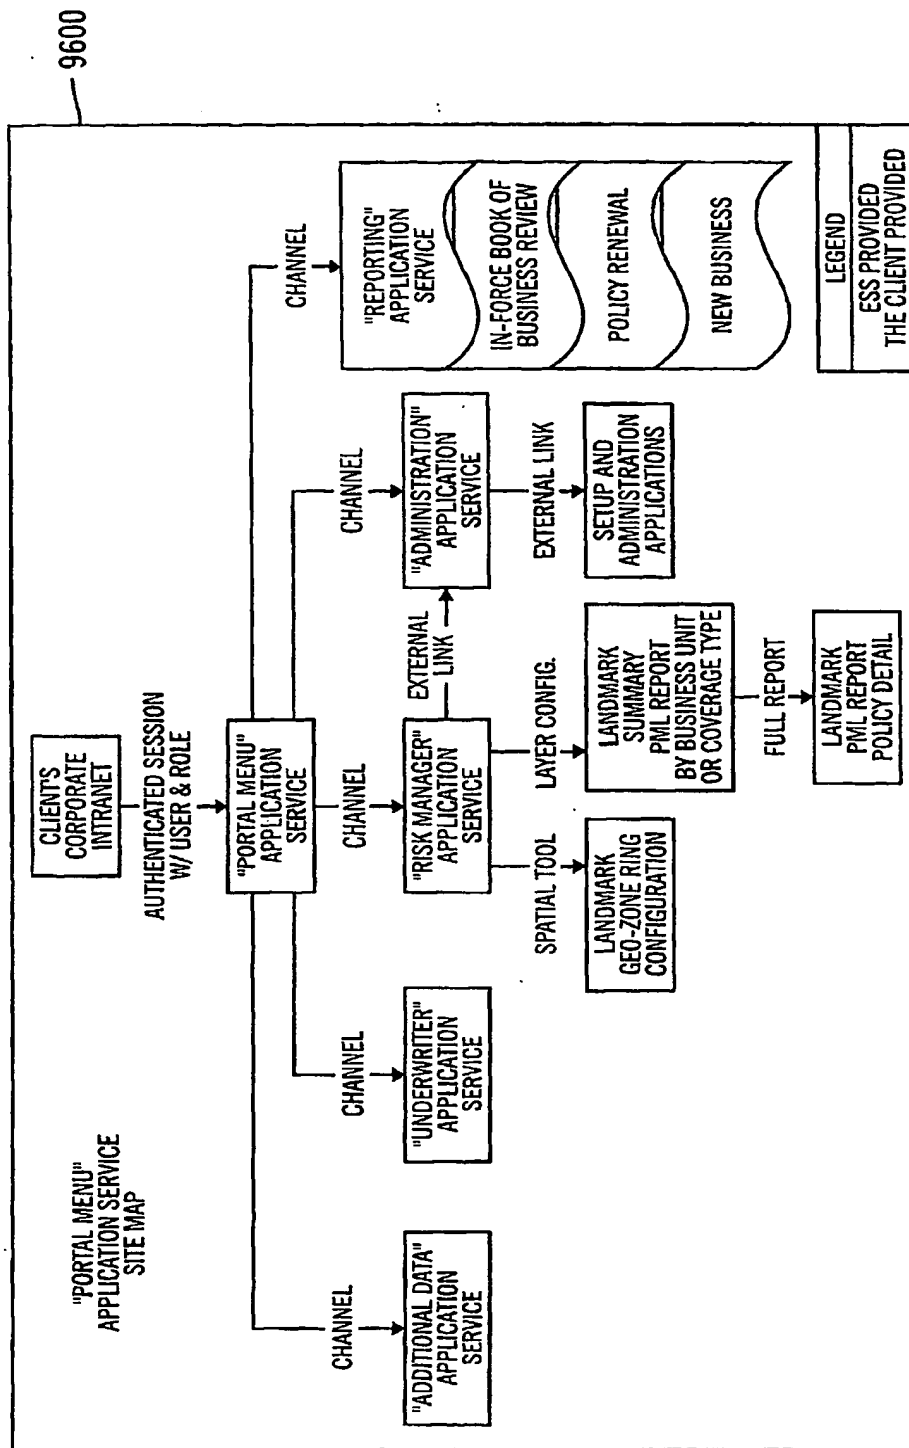 9600
"PORTAL MENU"
APPLICATION SERVICE
SITE MAP
CLIENT'S
CORPORATE
INTRANET
AUTHENTICATED SESSION
W/ USER & ROLE
"PORTAL MENU"
APPLICATION
SERVICE
CHANNEL
CHANNEL
CHANNEL
CHANNEL
CHANNEL
"ADDITIONAL DATA"
APPLICATION
SERVICE
"UNDERWRITER"
APPLICATION
SERVICE
"RISK MANAGER"
APPLICATION
SERVICE
EXTERNAL
LINK
"ADMINISTRATION"
APPLICATION
SERVICE
"REPORTING"
APPLICATION
SERVICE
IN-FORCE BOOK OF
BUSINESS REVIEW
POLICY RENEWAL
NEW BUSINESS
SPATIAL TOOL
LAYER CONFIG.
EXTERNAL LINK
LANDMARK
GEO-ZONE RING
CONFIGURATION
LANDMARK
SUMMARY
PML REPORT
BY BUSINESS UNIT
OR COVERAGE TYPE
SETUP AND
ADMINISTRATION
APPLICATIONS
FULL REPORT
LANDMARK
PML REPORT
POLICY DETAIL
LEGEND
ESS PROVIDED
THE CLIENT PROVIDED